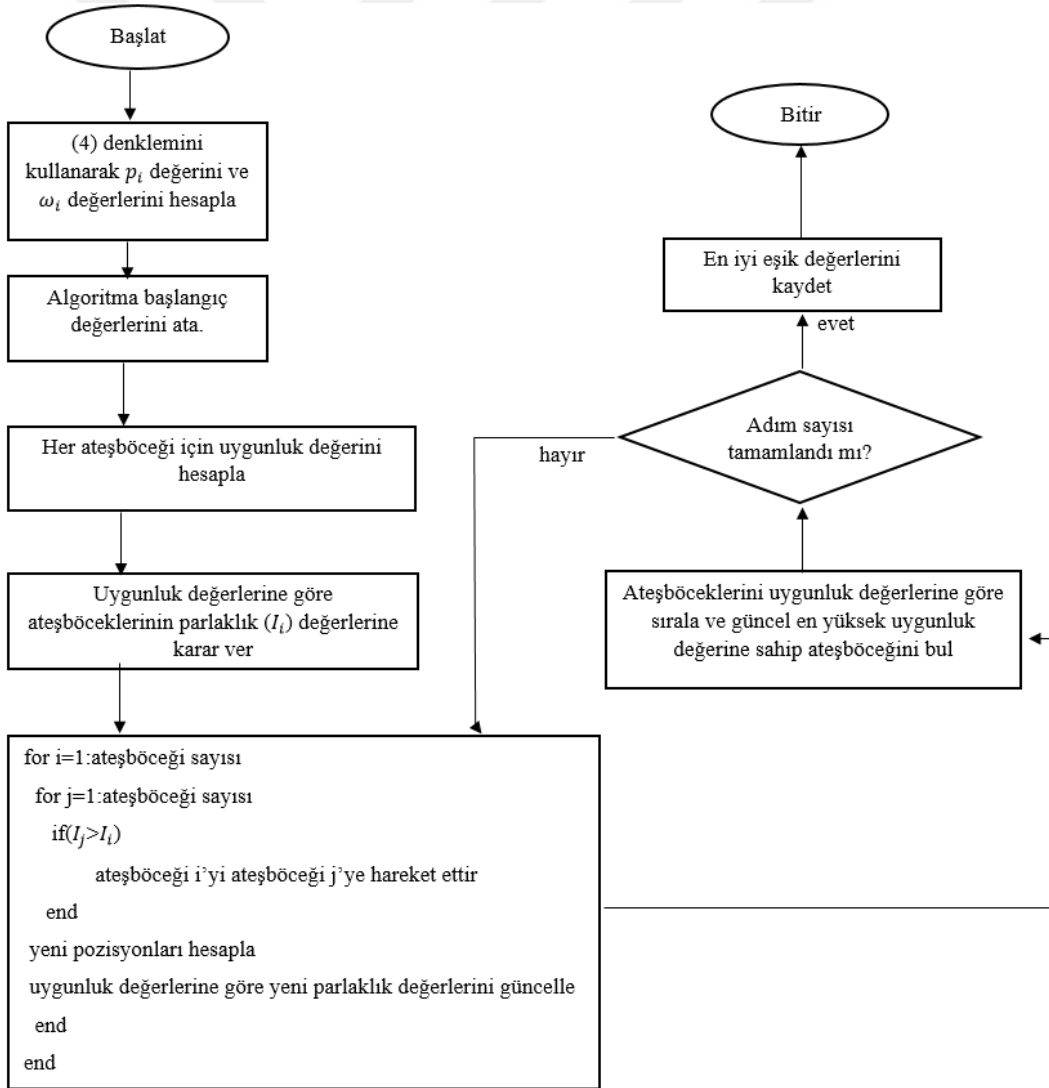 Başlat
(4) denklemini
kullanarak pᵢ değerini ve
ωᵢ değerlerini hesapla
Algoritma başlangıç
değerlerini ata.
Her ateşböceği için uygunluk değerini
hesapla
Uygunluk değerlerine göre
ateşböceklerinin parlaklık (Iᵢ) değerlerine
karar ver
for i=1:ateşböceği sayısı
for j=1:ateşböceği sayısı
if(Iⱼ>Iᵢ)
ateşböceği i’yi ateşböceği j’ye hareket ettir
end
yeni pozisyonları hesapla
uygunluk değerlerine göre yeni parlaklık değerlerini güncelle
end
end
Ateşböceklerini uygunluk değerlerine göre
sırala ve güncel en yüksek uygunluk
değerine sahip ateşböceğini bul
Adım sayısı
tamamlandı mı?
hayır
evet
En iyi eşik değerlerini
kaydet
Bitir